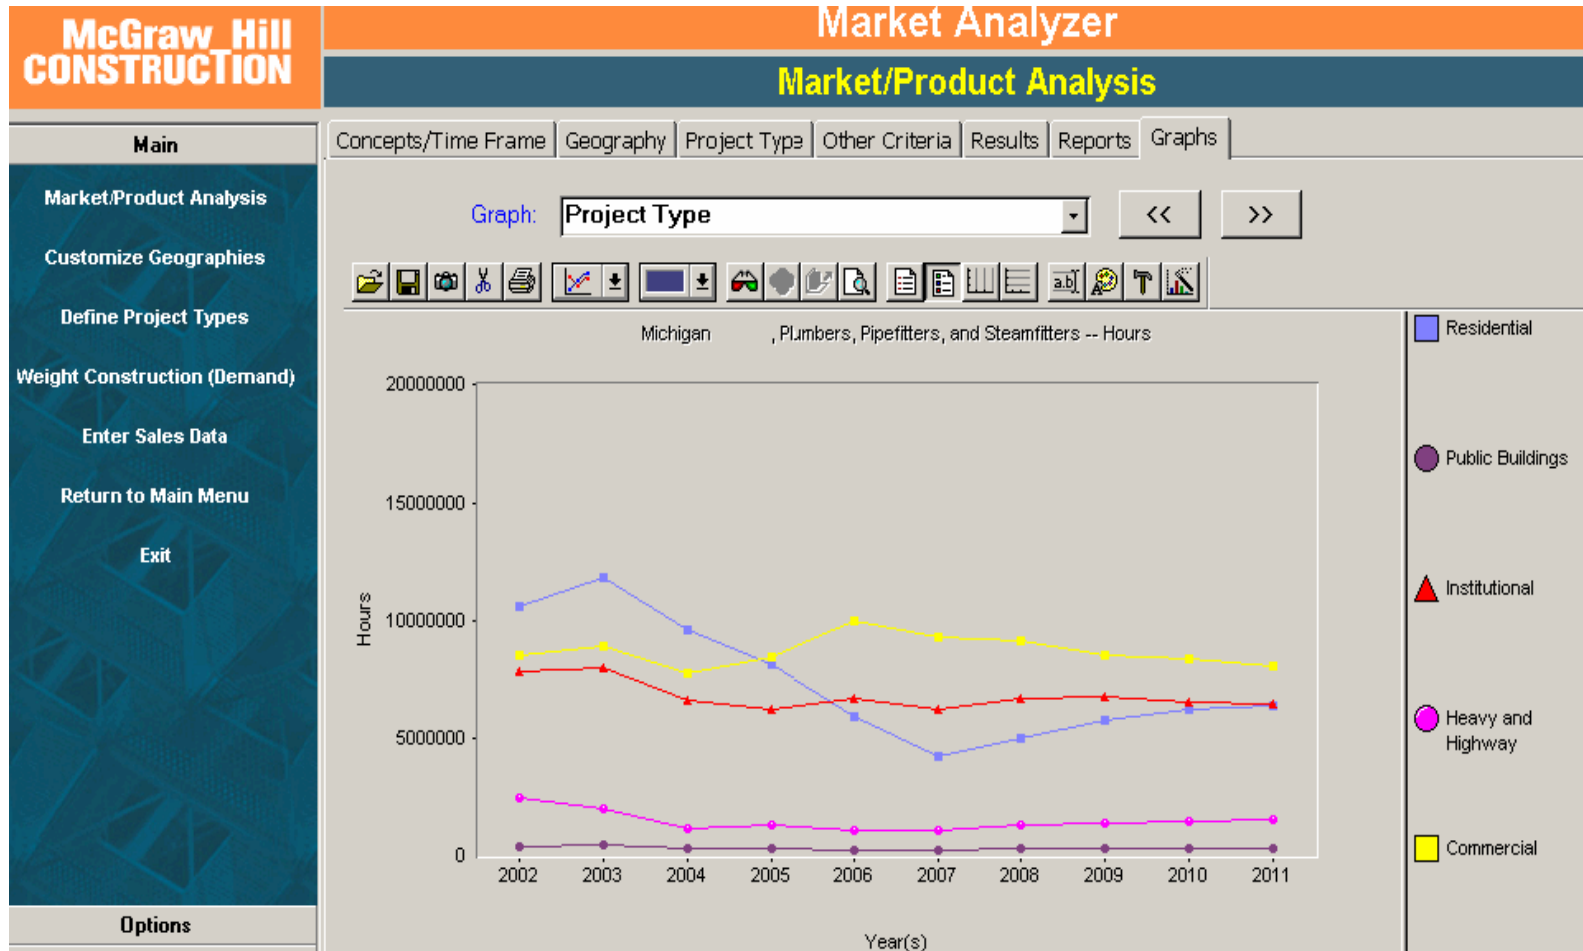 McGraw Hill
CONSTRUCTION
Market Analyzer
Market/Product Analysis
Main
Market/Product Analysis
Customize Geographies
Define Project Types
Weight Construction (Demand)
Enter Sales Data
Return to Main Menu
Exit
Options
Concepts/Time Frame
Geography
Project Type
Other Criteria
Results
Reports
Graphs
Graph:
Project Type
<<
>>
a.b
Michigan , Plumbers, Pipefitters, and Steamfitters -- Hours
20000000
15000000
10000000
5000000
0
Hours
2002 2003 2004 2005 2006 2007 2008 2009 2010 2011
Year(s)
Residential
Public Buildings
Institutional
Heavy and
Highway
Commercial